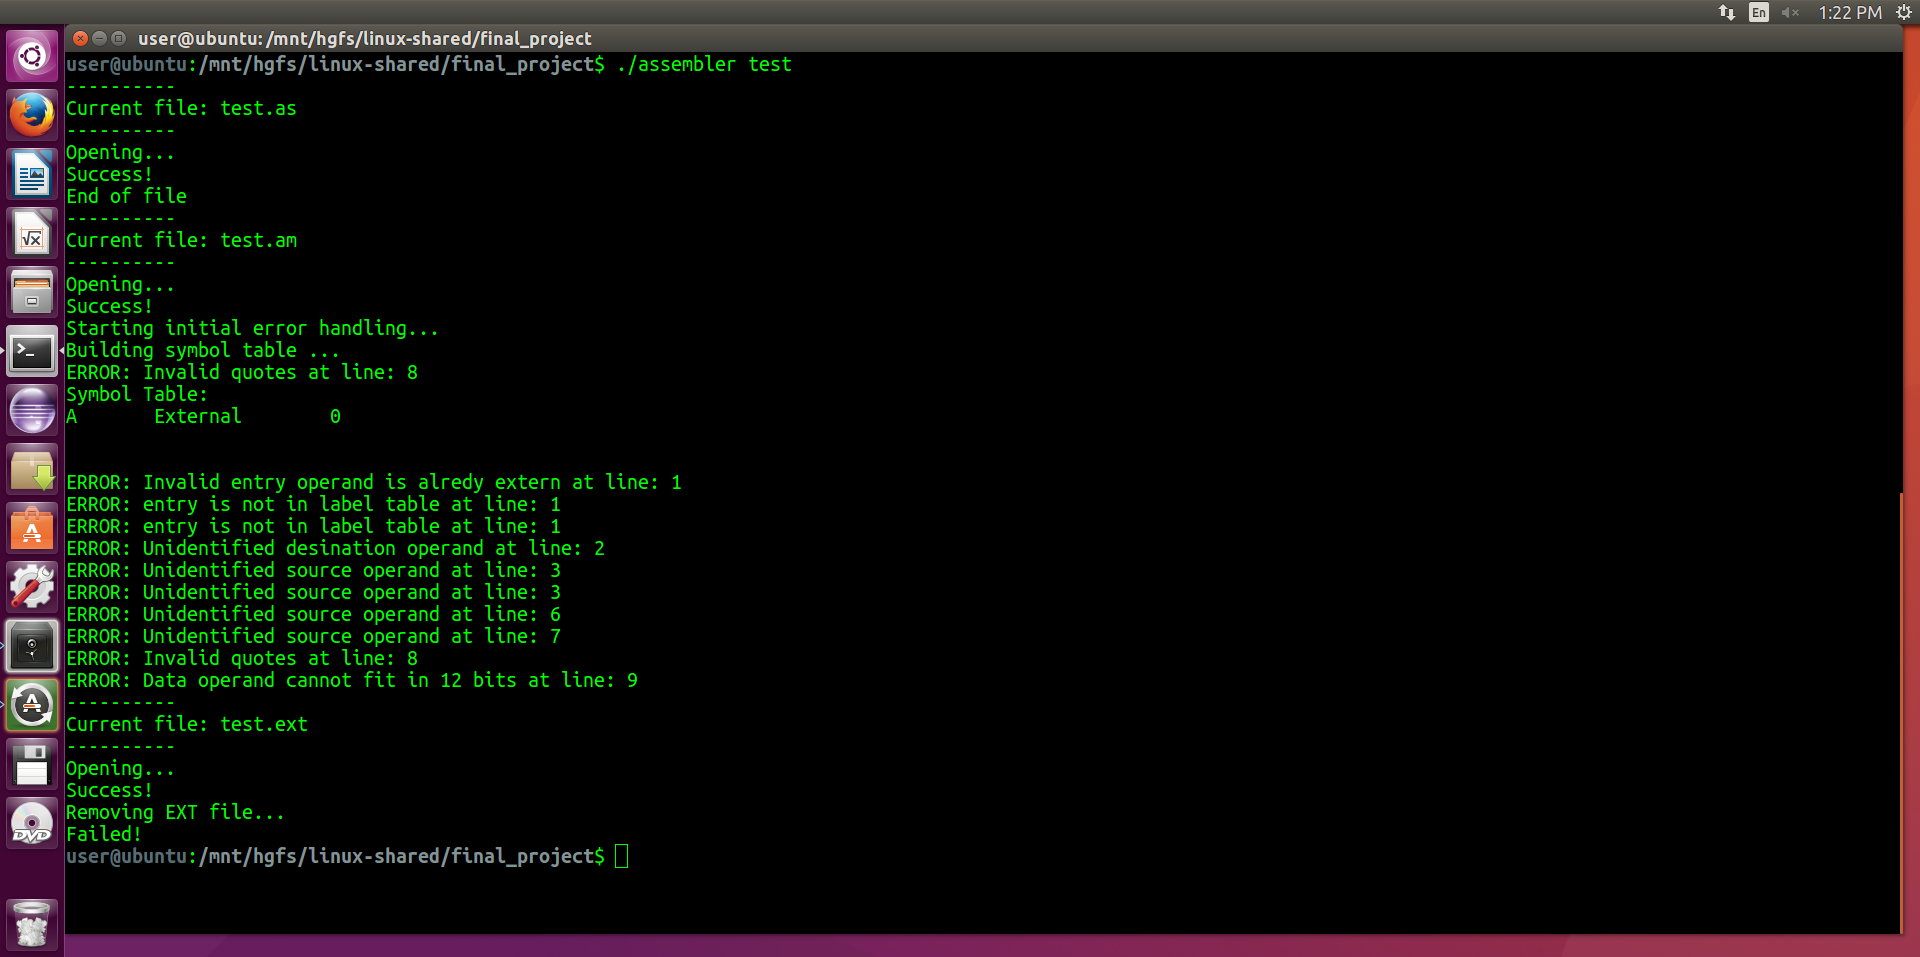 En 1:22 PM
user@ubuntu: /mnt/hgfs/linux-shared/final_project
user@ubuntu:/mnt/hgfs/linux-shared/final_project$ ./assembler test
----------
Current file: test.as
----------
Opening...
Success!
End of file
----------
Current file: test.am
----------
Opening...
Success!
Starting initial error handling...
Building symbol table ...
ERROR: Invalid quotes at line: 8
Symbol Table:
A External 0
ERROR: Invalid entry operand is alredy extern at line: 1
ERROR: entry is not in label table at line: 1
ERROR: entry is not in label table at line: 1
ERROR: Unidentified desination operand at line: 2
ERROR: Unidentified source operand at line: 3
ERROR: Unidentified source operand at line: 3
ERROR: Unidentified source operand at line: 6
ERROR: Unidentified source operand at line: 7
ERROR: Invalid quotes at line: 8
ERROR: Data operand cannot fit in 12 bits at line: 9
----------
Current file: test.ext
----------
Opening...
Success!
Removing EXT file...
Failed!
user@ubuntu:/mnt/hgfs/linux-shared/final_project$
DVD